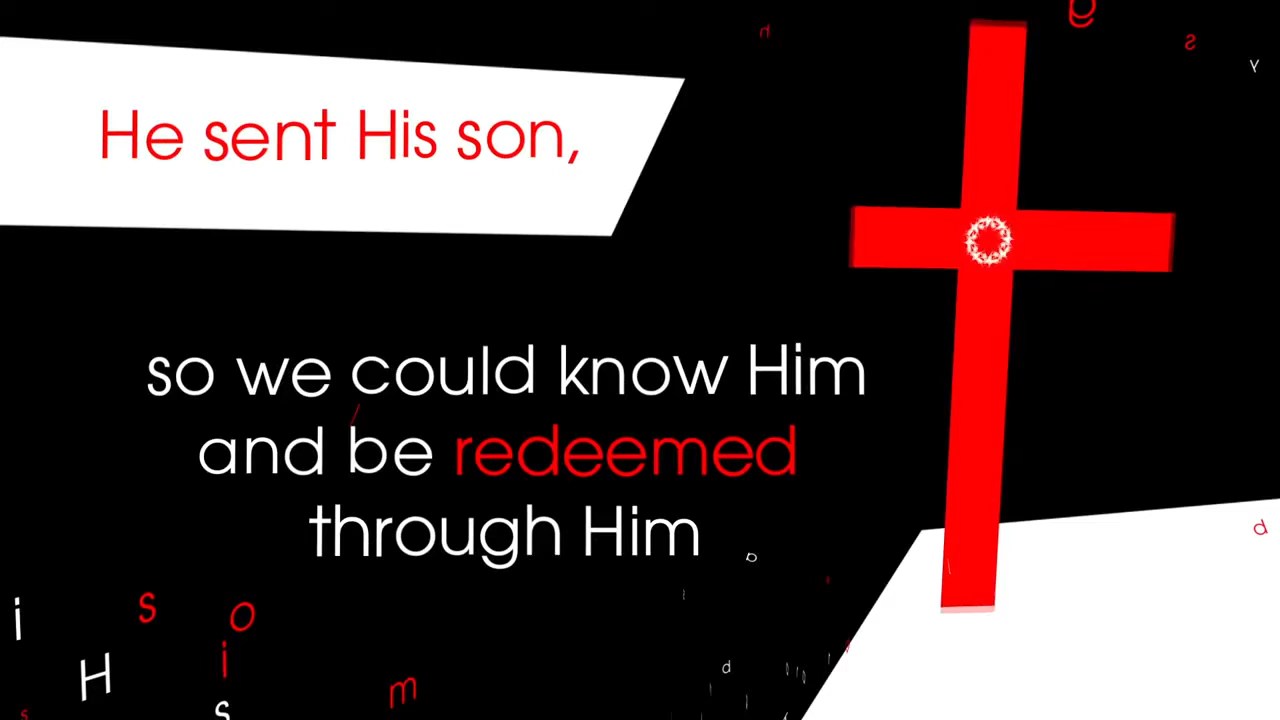 He sent His son,
so we could know Him
and be redeemed
through Him